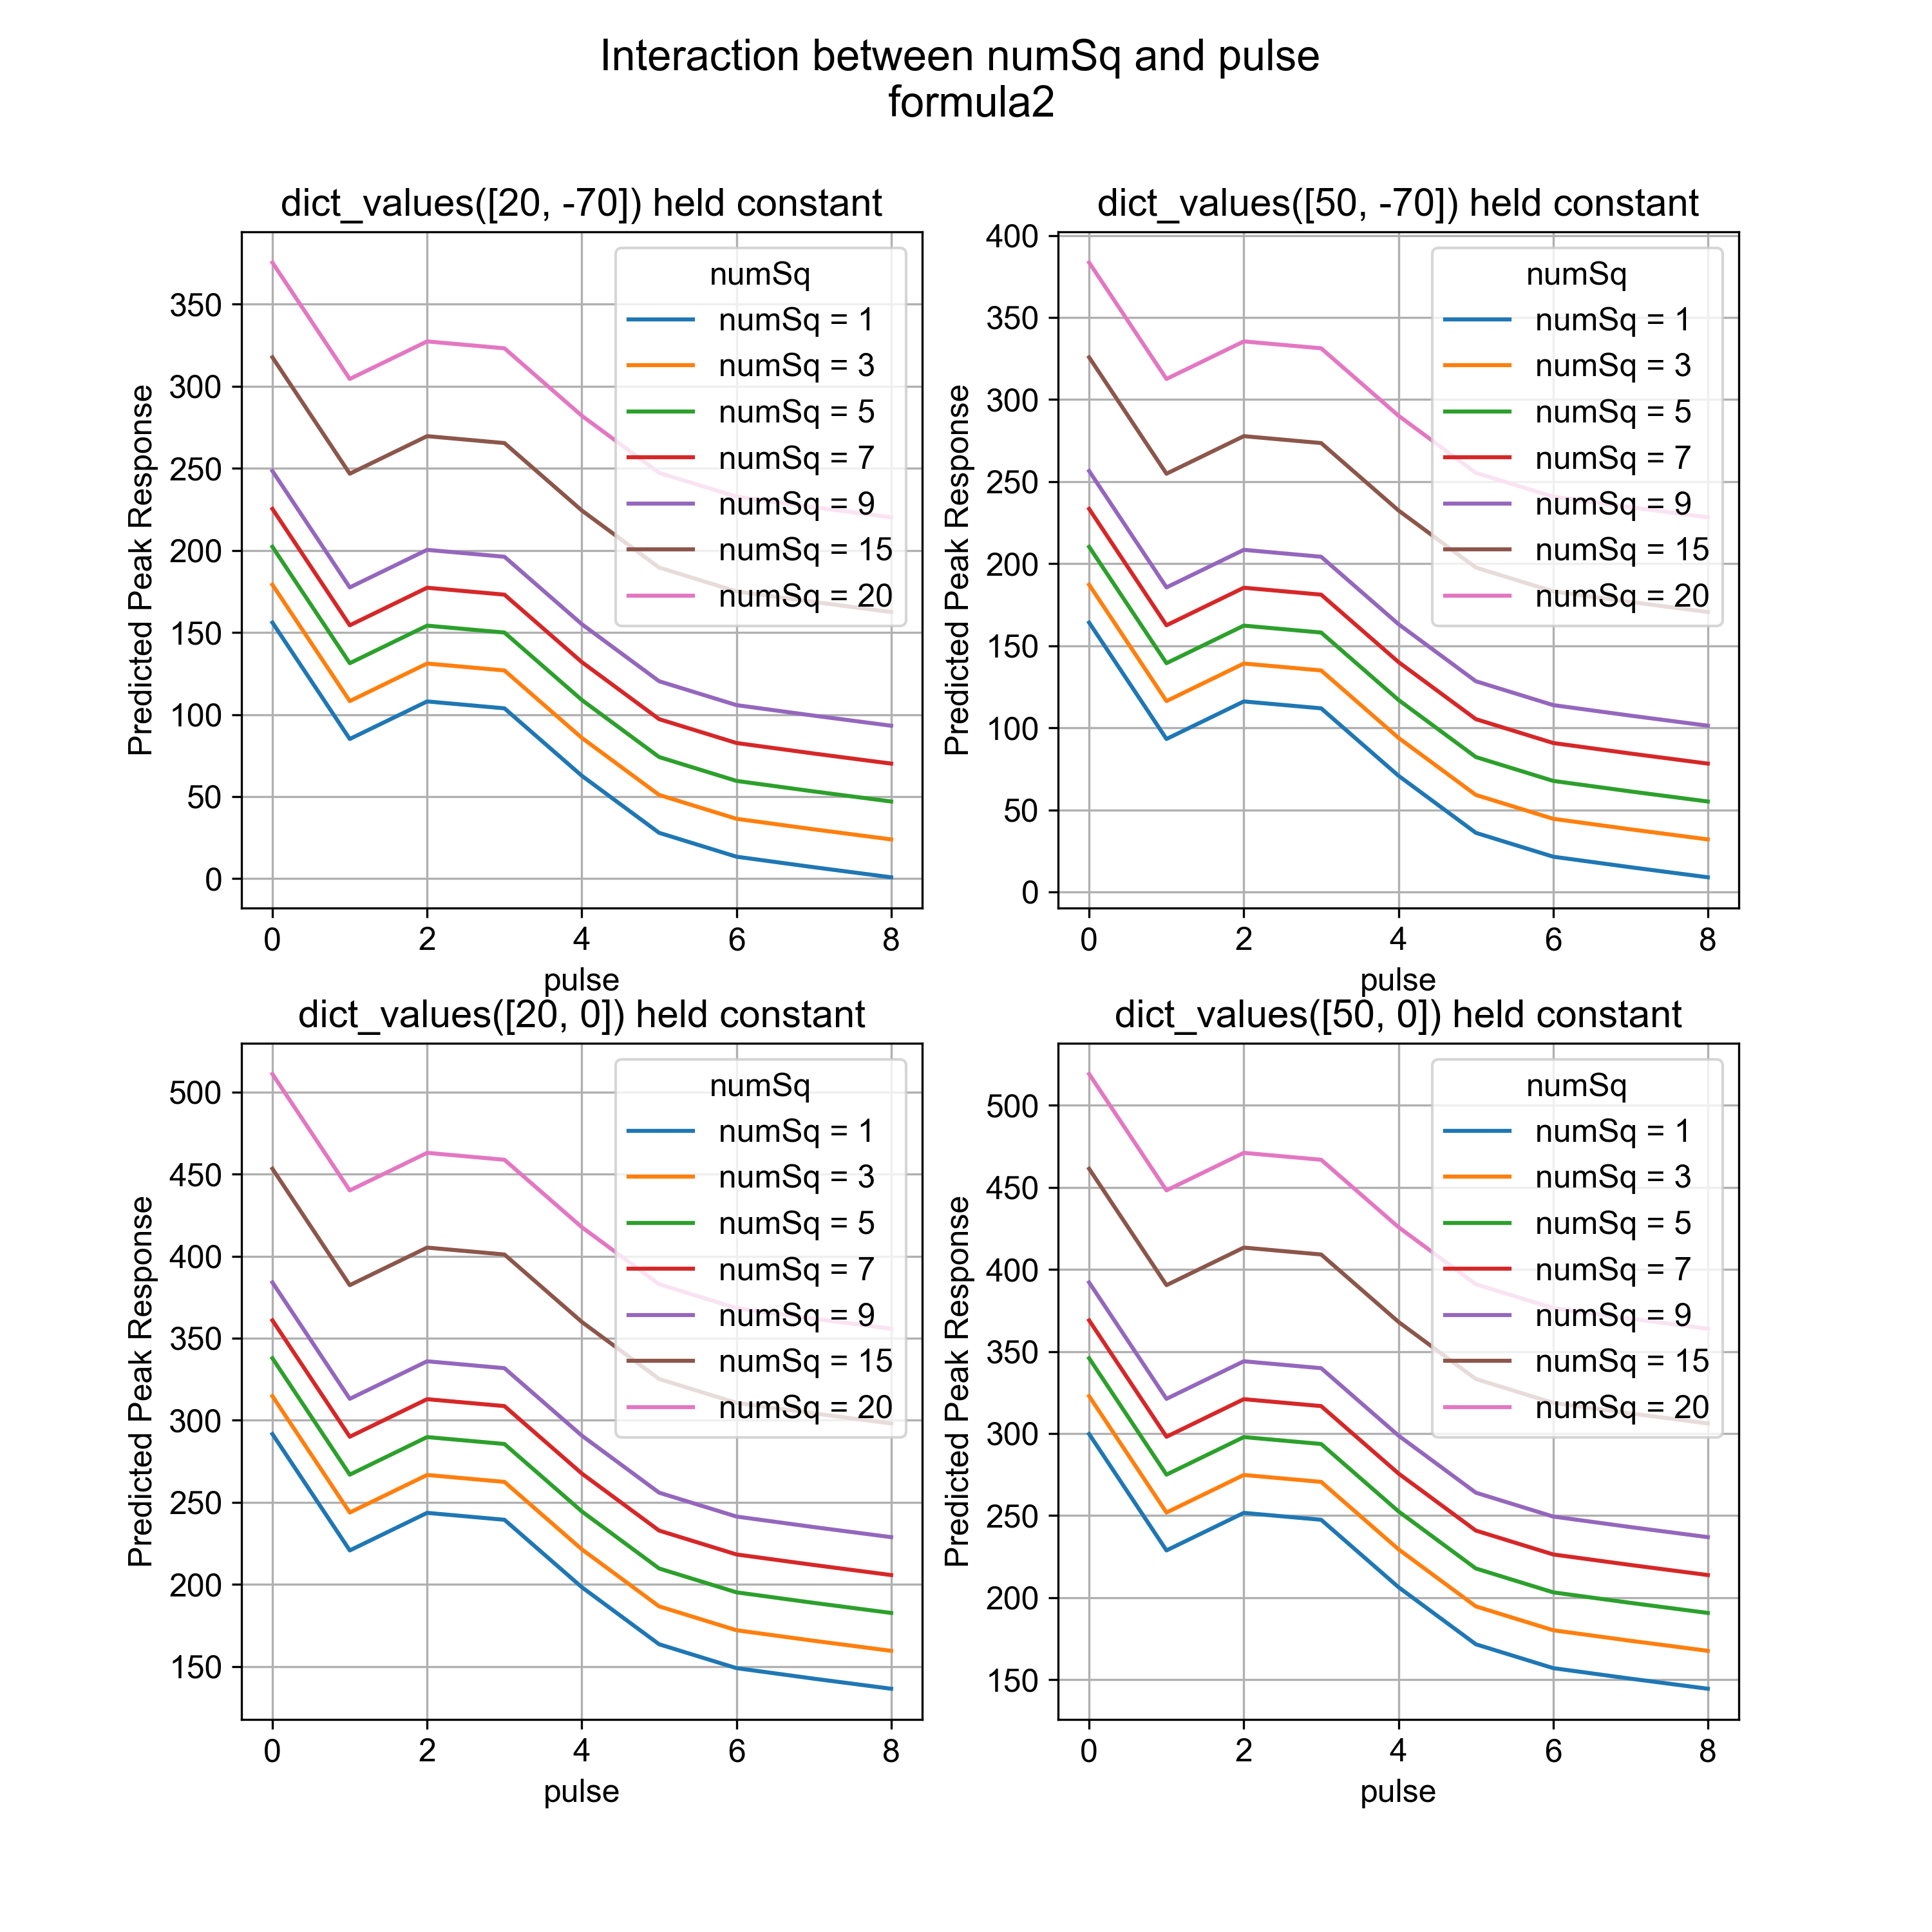 Interaction between numSq and pulse
formula2
dict_values([20, -70]) held constant
Predicted Peak Response
350
300
250
200
150
100
50
0
numSq
numSq = 1
numSq = 3
numSq = 5
numSq = 7
numSq = 9
numSq = 15
numSq = 20
0 2 4 6 8
pulse
dict_values([50, -70]) held constant
Predicted Peak Response
400
350
300
250
200
150
100
50
0
numSq
numSq = 1
numSq = 3
numSq = 5
numSq = 7
numSq = 9
numSq = 15
numSq = 20
0 2 4 6 8
pulse
dict_values([20, 0]) held constant
Predicted Peak Response
500
450
400
350
300
250
200
150
numSq
numSq = 1
numSq = 3
numSq = 5
numSq = 7
numSq = 9
numSq = 15
numSq = 20
0 2 4 6 8
pulse
dict_values([50, 0]) held constant
Predicted Peak Response
500
450
400
350
300
250
200
150
numSq
numSq = 1
numSq = 3
numSq = 5
numSq = 7
numSq = 9
numSq = 15
numSq = 20
0 2 4 6 8
pulse